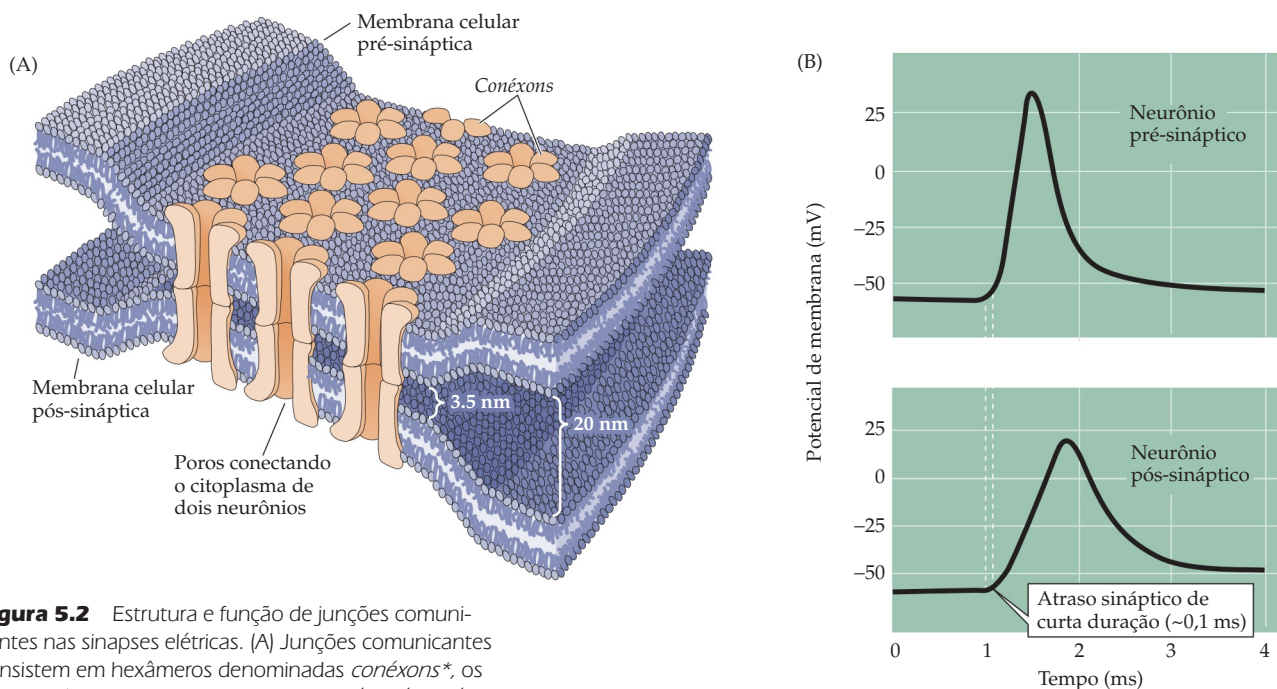 (A)
Membrana celular
pré-sináptica
Conéxons
3.5 nm
20 nm
Membrana celular
pós-sináptica
Poros conectando
o citoplasma de
dois neurônios
gura 5.2 Estrutura e função de junções comuni-
ntes nas sinapses elétricas. (A) Junções comunicantes
nsistem em hexâmeros denominadas conéxons*, os
(B)
Potencial de membrana (mV)
25
0
−25
−50
Neurônio
pré-sináptico
25
0
−25
−50
Neurônio
pós-sináptico
Atraso sináptico de
curta duração (~0,1 ms)
0 1 2 3 4
Tempo (ms)